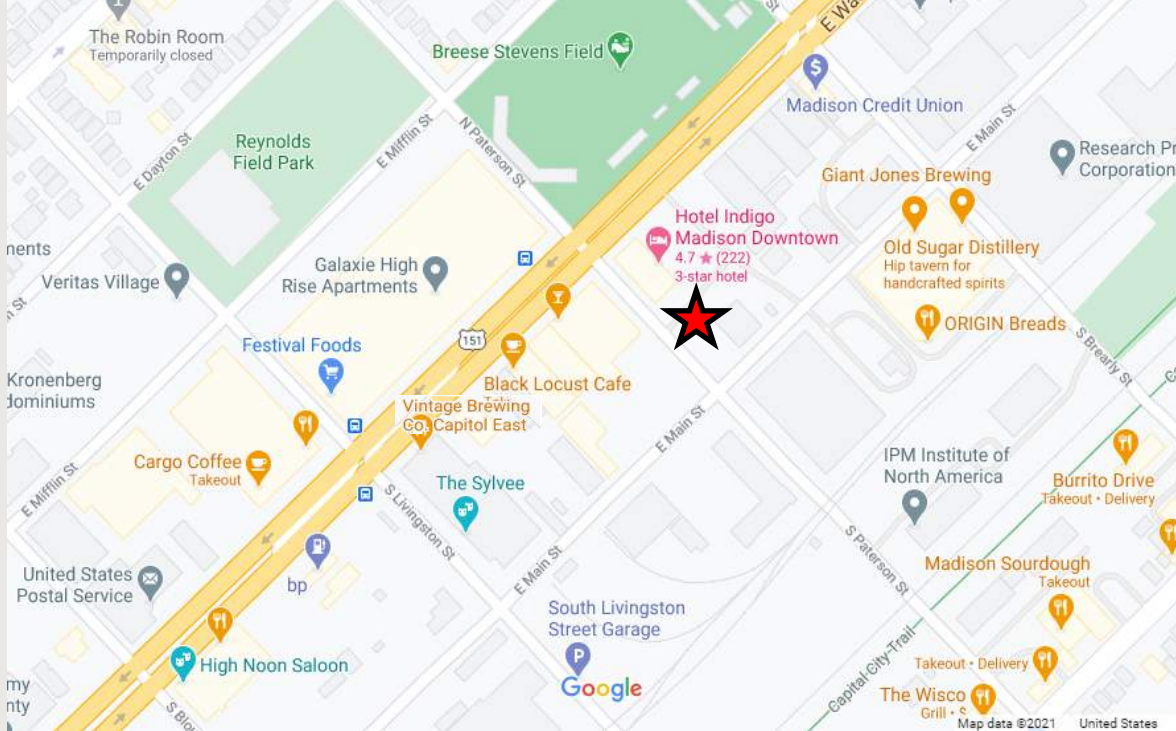 The Robin Room
Temporarily closed
Breese Stevens Field
E Wa
Madison Credit Union
E Main St
Research Pr
Corporation
Reynolds
Field Park
E Dayton St
E Mifflin St
N Paterson St
Giant Jones Brewing
Hotel Indigo
Madison Downtown
4.7 ★ (222)
3-star hotel
Old Sugar Distillery
Hip tavern for
handcrafted spirits
ments
Veritas Village
Galaxie High
Rise Apartments
ORIGIN Breads
n St
151
Festival Foods
S Brearly St
Kronenberg
dominiums
Black Locust Cafe
Vintage Brewing
Co. Capitol East
E Main St
Cargo Coffee
Takeout
E Mifflin St
The Sylvee
IPM Institute of
North America
Burrito Drive
Takeout • Delivery
S Livingston St
S Paterson St
E Main St
United States
Postal Service
bp
Madison Sourdough
Takeout
South Livingston
Street Garage
P
High Noon Saloon
Google
Capital-City-Trail
Takeout • Delivery
The Wisco
Grill • $
my
nty
S Blo
Map data ©2021
United States